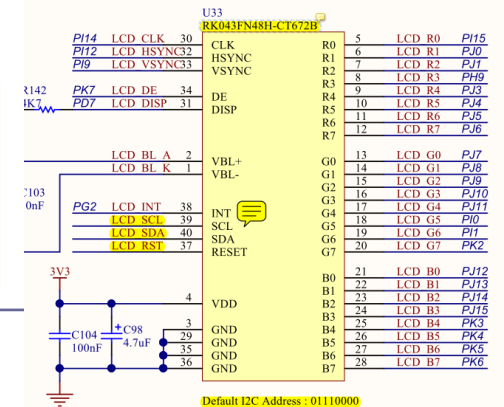 U33
RK043FN48H-CT672B
PI14 LCD CLK 30 CLK
PI12 LCD HSYNC 32 HSYNC
PI9 LCD VSYNC 33 VSYNC
R142 PK7 LCD DE 34 DE
4K7 PD7 LCD DISP 31 DISP
LCD BL A 2 VBL+
LCD BL K 1 VBL-
PG2 LCD INT 38 INT
LCD SCL 39 SCL
LCD SDA 40 SDA
LCD RST 37 RESET
C103
0nF
3V3
4 VDD
3 GND
29 GND
35 GND
36 GND
C104
100nF
C98
4.7uF
R0 5 LCD R0 PI15
R1 6 LCD R1 PJ0
R2 7 LCD R2 PJ1
R3 8 LCD R3 PH9
R4 9 LCD R4 PJ3
R5 10 LCD R5 PJ4
R6 11 LCD R6 PJ5
R7 12 LCD R7 PJ6
G0 13 LCD G0 PJ7
G1 14 LCD G1 PJ8
G2 15 LCD G2 PJ9
G3 16 LCD G3 PJ10
G4 17 LCD G4 PJ11
G5 18 LCD G5 PI0
G6 19 LCD G6 PI1
G7 20 LCD G7 PK2
B0 21 LCD B0 PJ12
B1 22 LCD B1 PJ13
B2 23 LCD B2 PJ14
B3 24 LCD B3 PJ15
B4 25 LCD B4 PK3
B5 26 LCD B5 PK4
B6 27 LCD B6 PK5
B7 28 LCD B7 PK6
Default I2C Address : 01110000